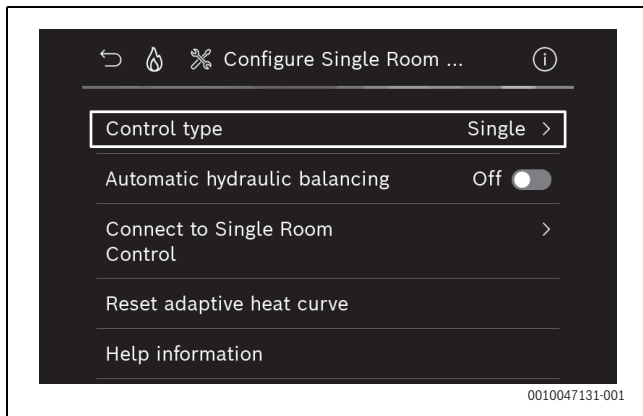 Configure Single Room ...
Control type Single >
Automatic hydraulic balancing Off
Connect to Single Room >
Control
Reset adaptive heat curve
Help information
0010047131-001